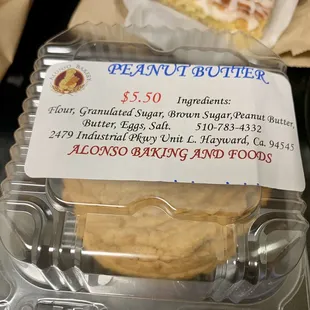 PEANUT BUTTER
$5.50 Ingredients:
Flour, Granulated Sugar, Brown Sugar,Peanut Butter,
Butter, Eggs, Salt. 510-783-4332
2479 Industrial Pkwy Unit L. Hayward, Ca. 94545
ALONSO BAKING AND FOODS